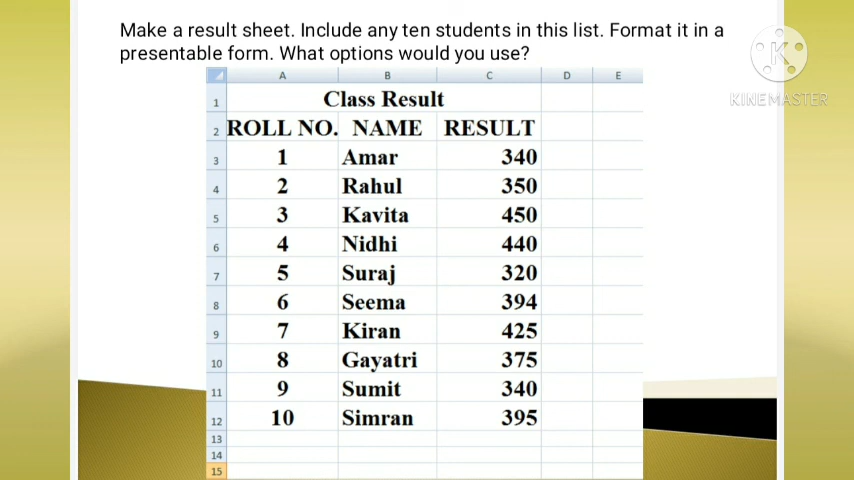 Make a result sheet. Include any ten students in this list. Format it in a
presentable form. What options would you use?
K
KINEMASTER
A B C D E
1 Class Result
2 ROLL NO. NAME RESULT
3 1 Amar 340
4 2 Rahul 350
5 3 Kavita 450
6 4 Nidhi 440
7 5 Suraj 320
8 6 Seema 394
9 7 Kiran 425
10 8 Gayatri 375
11 9 Sumit 340
12 10 Simran 395
13
14
15